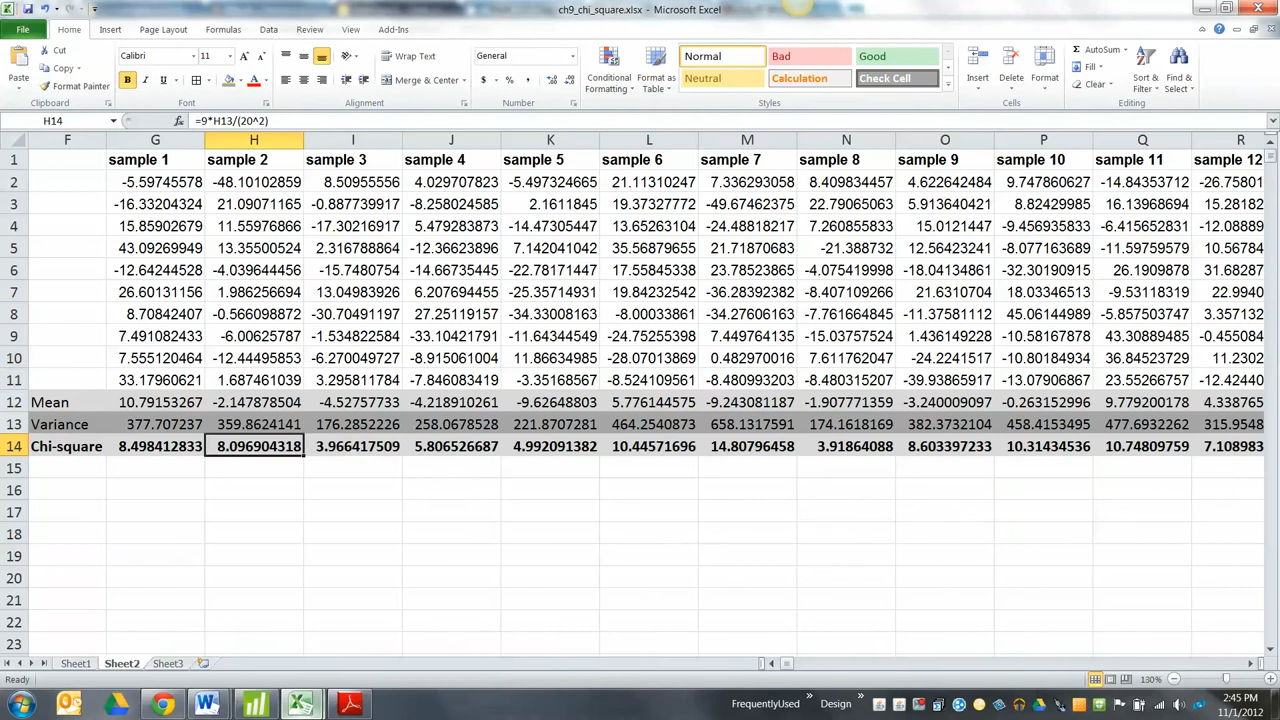 ch9_chi_square.xlsx - Microsoft Excel
File Home Insert Page Layout Formulas Data Review View Add-Ins
Paste
Cut
Copy
Format Painter
Calibri 11
B I U
General
Wrap Text
Merge & Center
Conditional Formatting
Format as Table
Normal Bad Good
Neutral Calculation Check Cell
Insert Delete Format
AutoSum
Fill
Clear
Sort & Filter
Find & Select
Clipboard Font Alignment Number Styles Cells Editing
H14 fx =9*H13/(20^2)
F G H I J K L M N O P Q R
1 sample 1 sample 2 sample 3 sample 4 sample 5 sample 6 sample 7 sample 8 sample 9 sample 10 sample 11 sample 12
2 -5.59745578 -48.10102859 8.50955556 4.029707823 -5.497324665 21.11310247 7.336293058 8.409834457 4.622642484 9.747860627 -14.84353712 -26.75801
3 -16.33204324 21.09071165 -0.887739917 -8.258024585 2.1611845 19.37327772 -49.67462375 22.79065063 5.913640421 8.82429985 16.13968694 15.28182
4 15.85902679 11.55976866 -17.30216917 5.479283873 -14.47305447 13.65263104 -24.48818217 7.260855833 15.0121447 -9.456935833 -6.415652831 -12.08889
5 43.09269949 13.35500524 2.316788864 -12.36623896 7.142041042 35.56879655 21.71870687 -21.388732 12.56423241 -8.077163689 -11.59759579 10.56784
6 -12.64244528 -4.039644456 -15.7480754 -14.66735445 -22.78171447 17.55845338 23.78523865 -4.075419998 -18.04134861 -32.30190915 26.1909878 31.68287
7 26.60131156 1.986256694 13.04983926 6.207694455 -25.35714931 19.84232542 -36.28392382 -8.407109266 21.6310704 18.03346513 -9.53118319 22.9940
8 8.70842407 -0.566098872 -30.70491197 27.25119157 -34.33008163 -8.00033861 -34.27606163 -7.761664845 -11.37581112 45.06144989 -5.857503747 3.357132
9 7.491082433 -6.00625787 -1.534822584 -33.10421791 -11.64344549 -24.75255398 7.449764135 -15.03757524 1.436149228 -10.58167878 43.30889485 -0.455084
10 7.555120464 -12.44495853 -6.270049727 -8.915061004 11.86634985 -28.07013869 0.482970016 7.611762047 -24.2241517 -10.80184934 36.84523729 11.2302
11 33.17960621 1.687461039 3.295811784 -7.846083419 -3.35168567 -8.524109561 -8.480993203 -8.480315207 -39.93865917 -13.07906867 23.55266757 -12.42440
12 Mean 10.79153267 -2.147878504 -4.52757733 -4.218910261 -9.62648803 5.776144575 -9.243081187 -1.907771359 -3.240009097 -0.263152996 9.779200178 4.338765
13 Variance 377.707237 359.8624141 176.2852226 258.0678528 221.8707281 464.2540873 658.1317591 174.1618169 382.3732104 458.4153495 477.6932262 315.9548
14 Chi-square 8.498412833 8.096904318 3.966417509 5.806526687 4.992091382 10.44571696 14.80796458 3.91864088 8.603397233 10.31434536 10.74809759 7.108983
15
16
17
18
19
20
21
22
23
Sheet1 Sheet2 Sheet3
Ready 130%
FrequentlyUsed Design 2:45 PM
11/1/2012